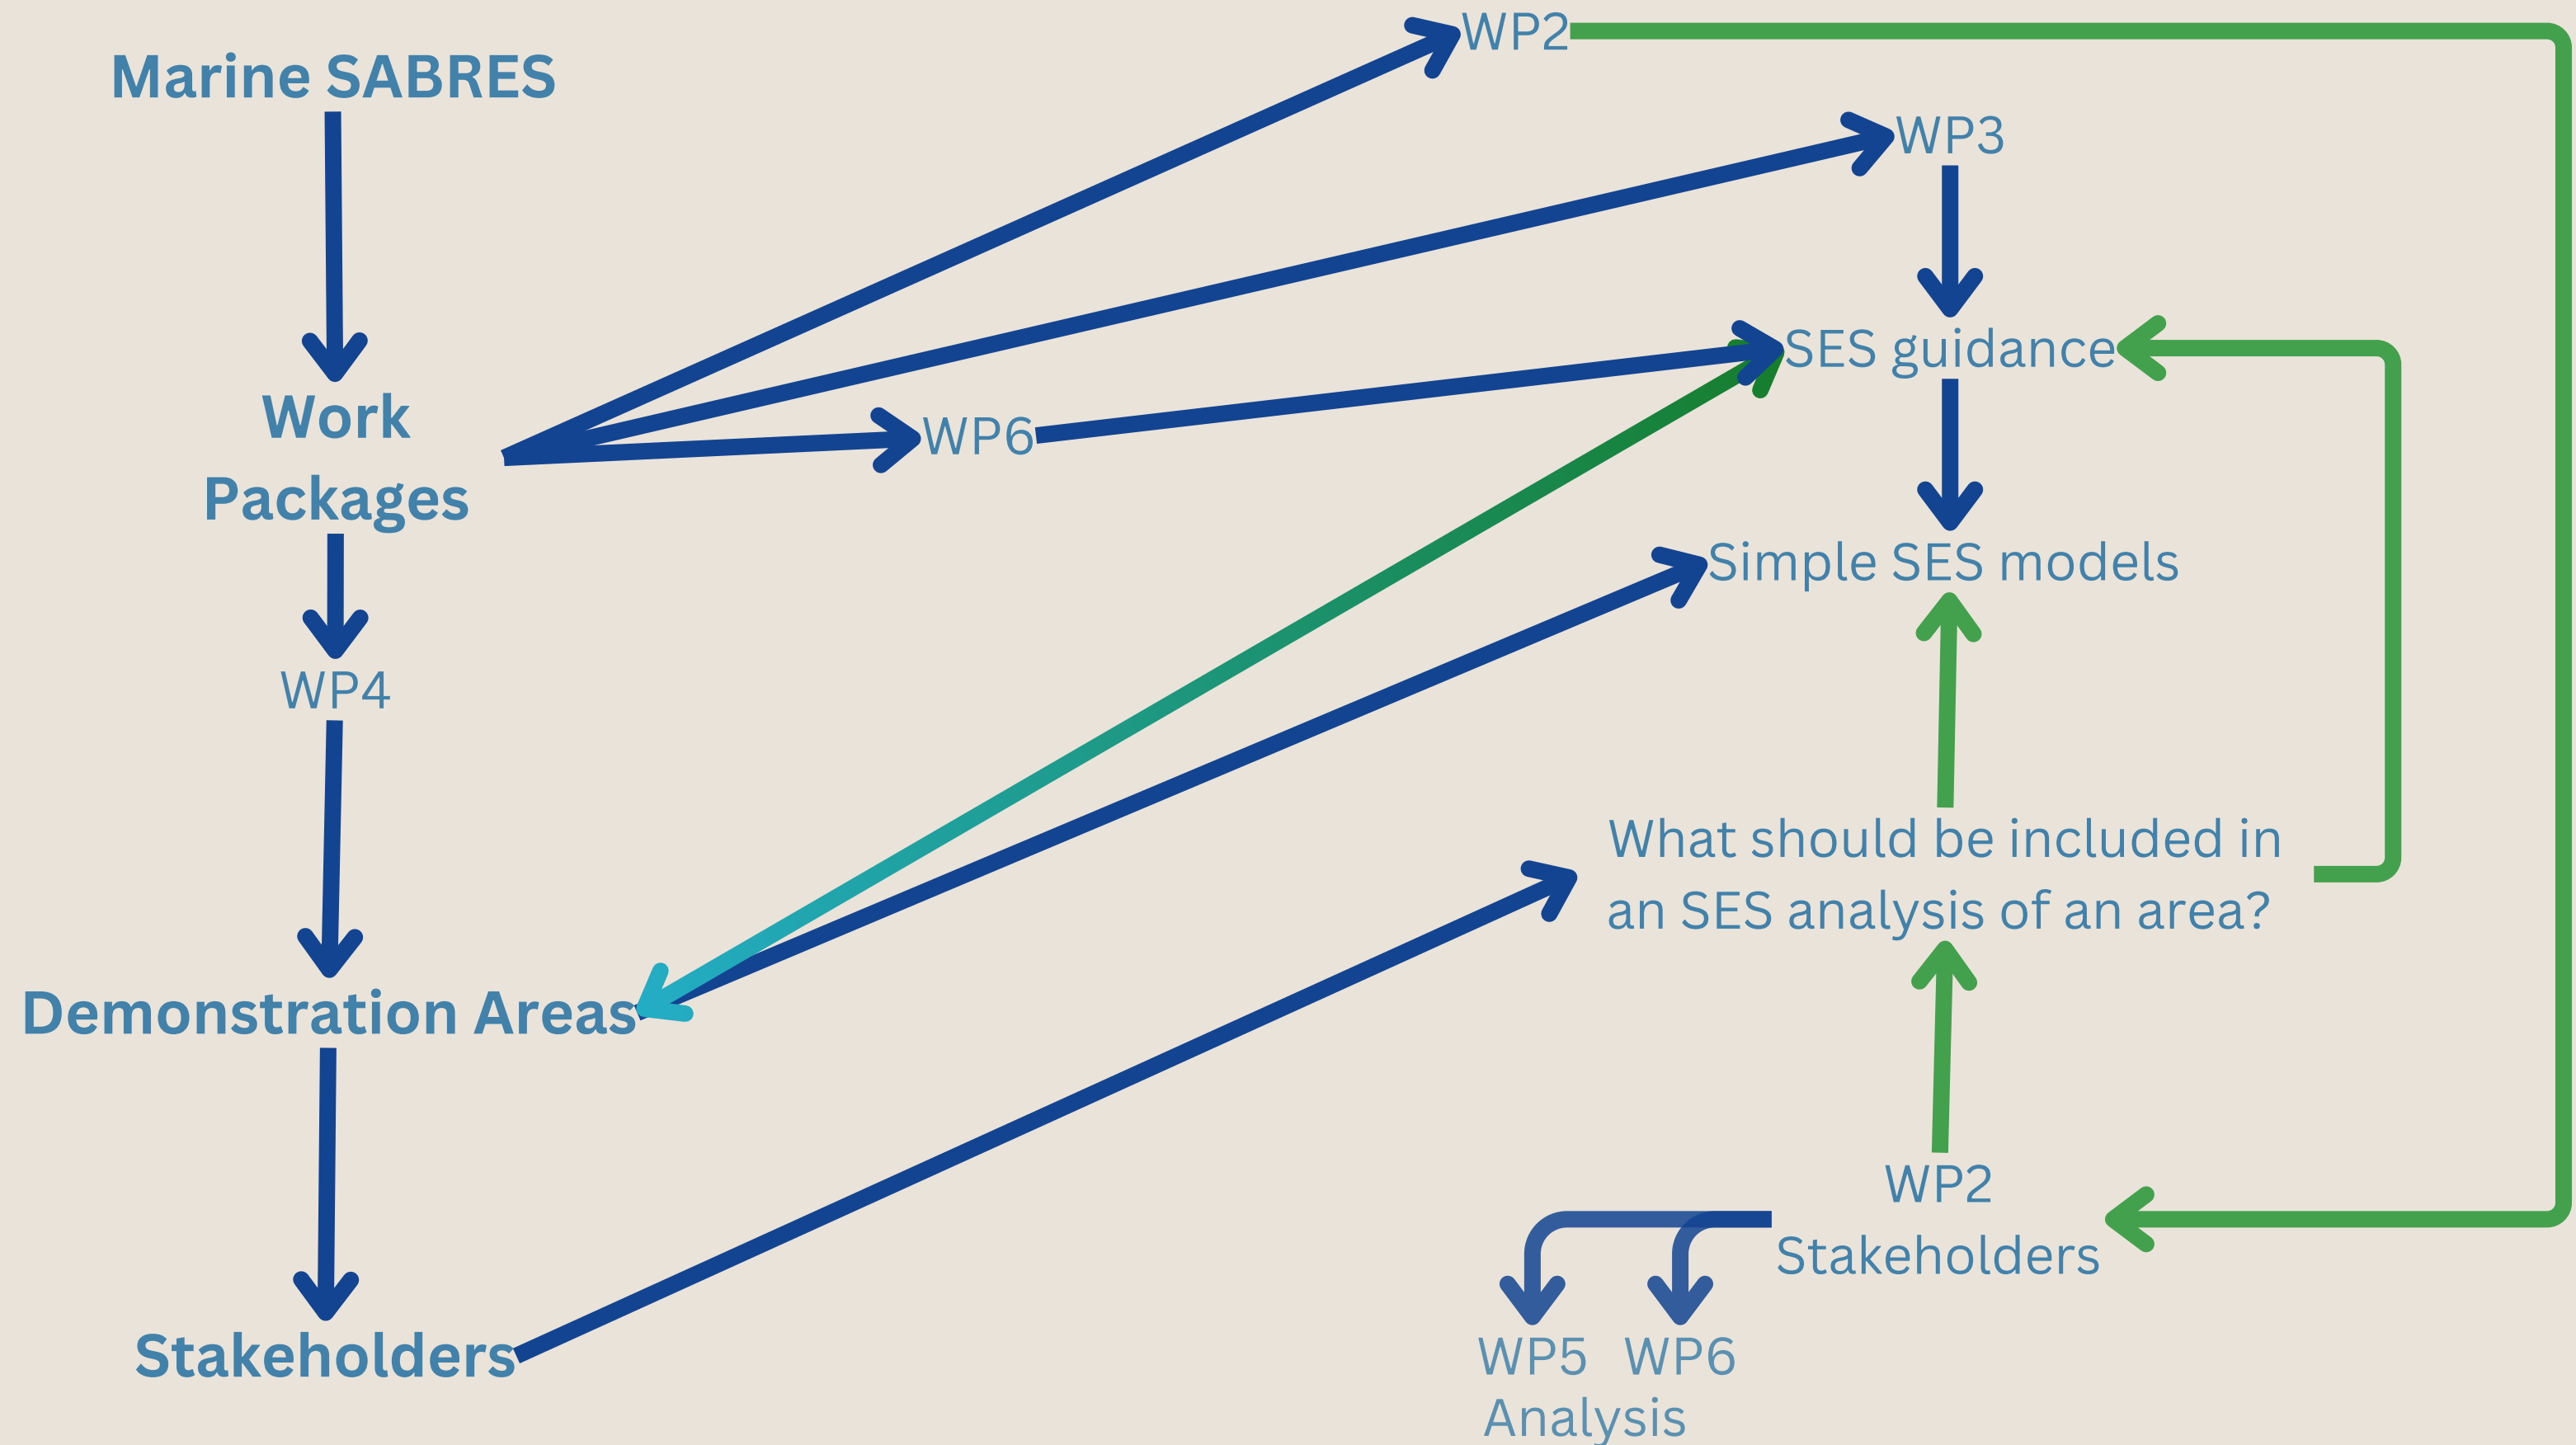 Marine SABRES
WP2
WP3
SES guidance
Work
Packages
WP6
Simple SES models
WP4
What should be included in
an SES analysis of an area?
Demonstration Areas
WP2
Stakeholders
Stakeholders
WP5 WP6
Analysis